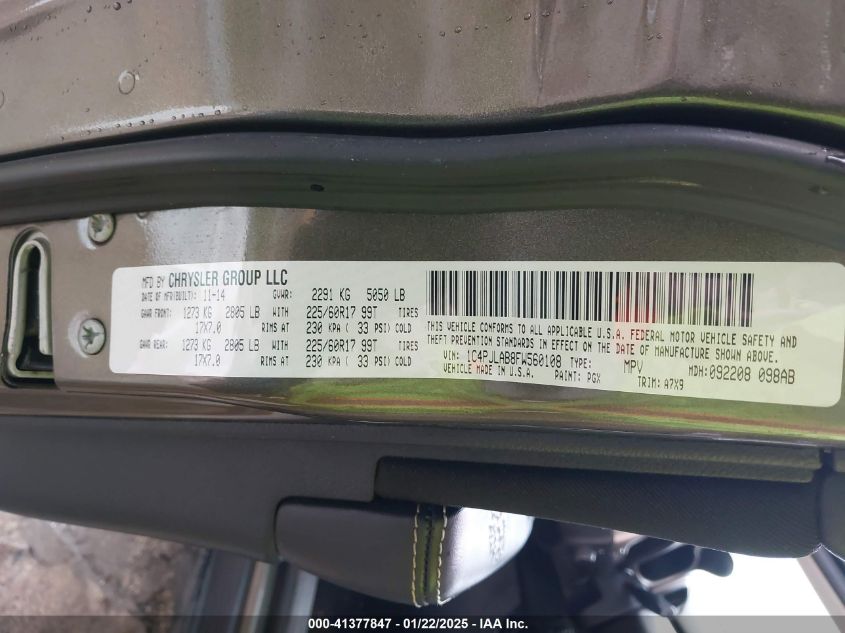 MFD BY CHRYSLER GROUP LLC
DATE OF MFR(BUILT): 11-14 GVWR: 2291 KG 5050 LB
GAWR FRONT: 1273 KG 2805 LB WITH 225/60R17 99T TIRES
17X7.0 RIMS AT 230 KPA ( 33 PSI) COLD
GAWR REAR: 1273 KG 2805 LB WITH 225/60R17 99T TIRES
17X7.0 RIMS AT 230 KPA ( 33 PSI) COLD
THIS VEHICLE CONFORMS TO ALL APPLICABLE U.S.A. FEDERAL MOTOR VEHICLE SAFETY AND
THEFT PREVENTION STANDARDS IN EFFECT ON THE DATE OF MANUFACTURE SHOWN ABOVE.
VIN: 1C4PJLAB8FW560108 TYPE: MPV MDH: 092208 098AB
VEHICLE MADE IN U.S.A. PAINT: PGX TRIM: A7X9
000-41377847 - 01/22/2025 - IAA Inc.